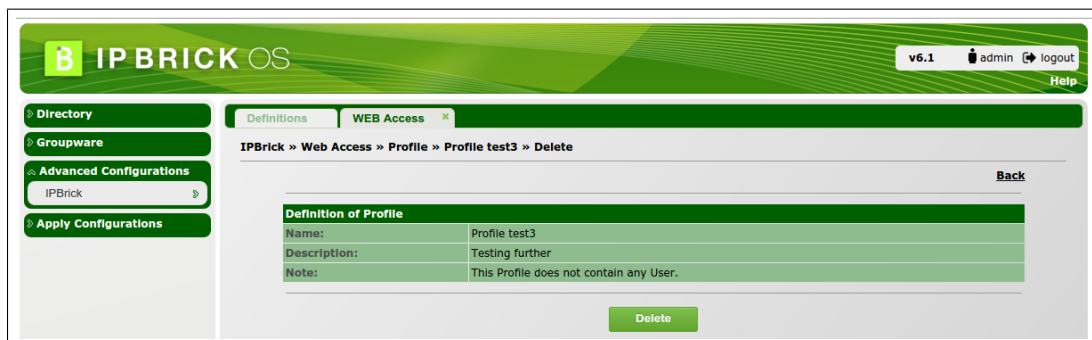 IPBRICK OS
v6.1 admin logout
Help
Directory
Groupware
Advanced Configurations
IPBrick
Apply Configurations
Definitions WEB Access
IPBrick » Web Access » Profile » Profile test3 » Delete
Back
Definition of Profile
Name: Profile test3
Description: Testing further
Note: This Profile does not contain any User.
Delete